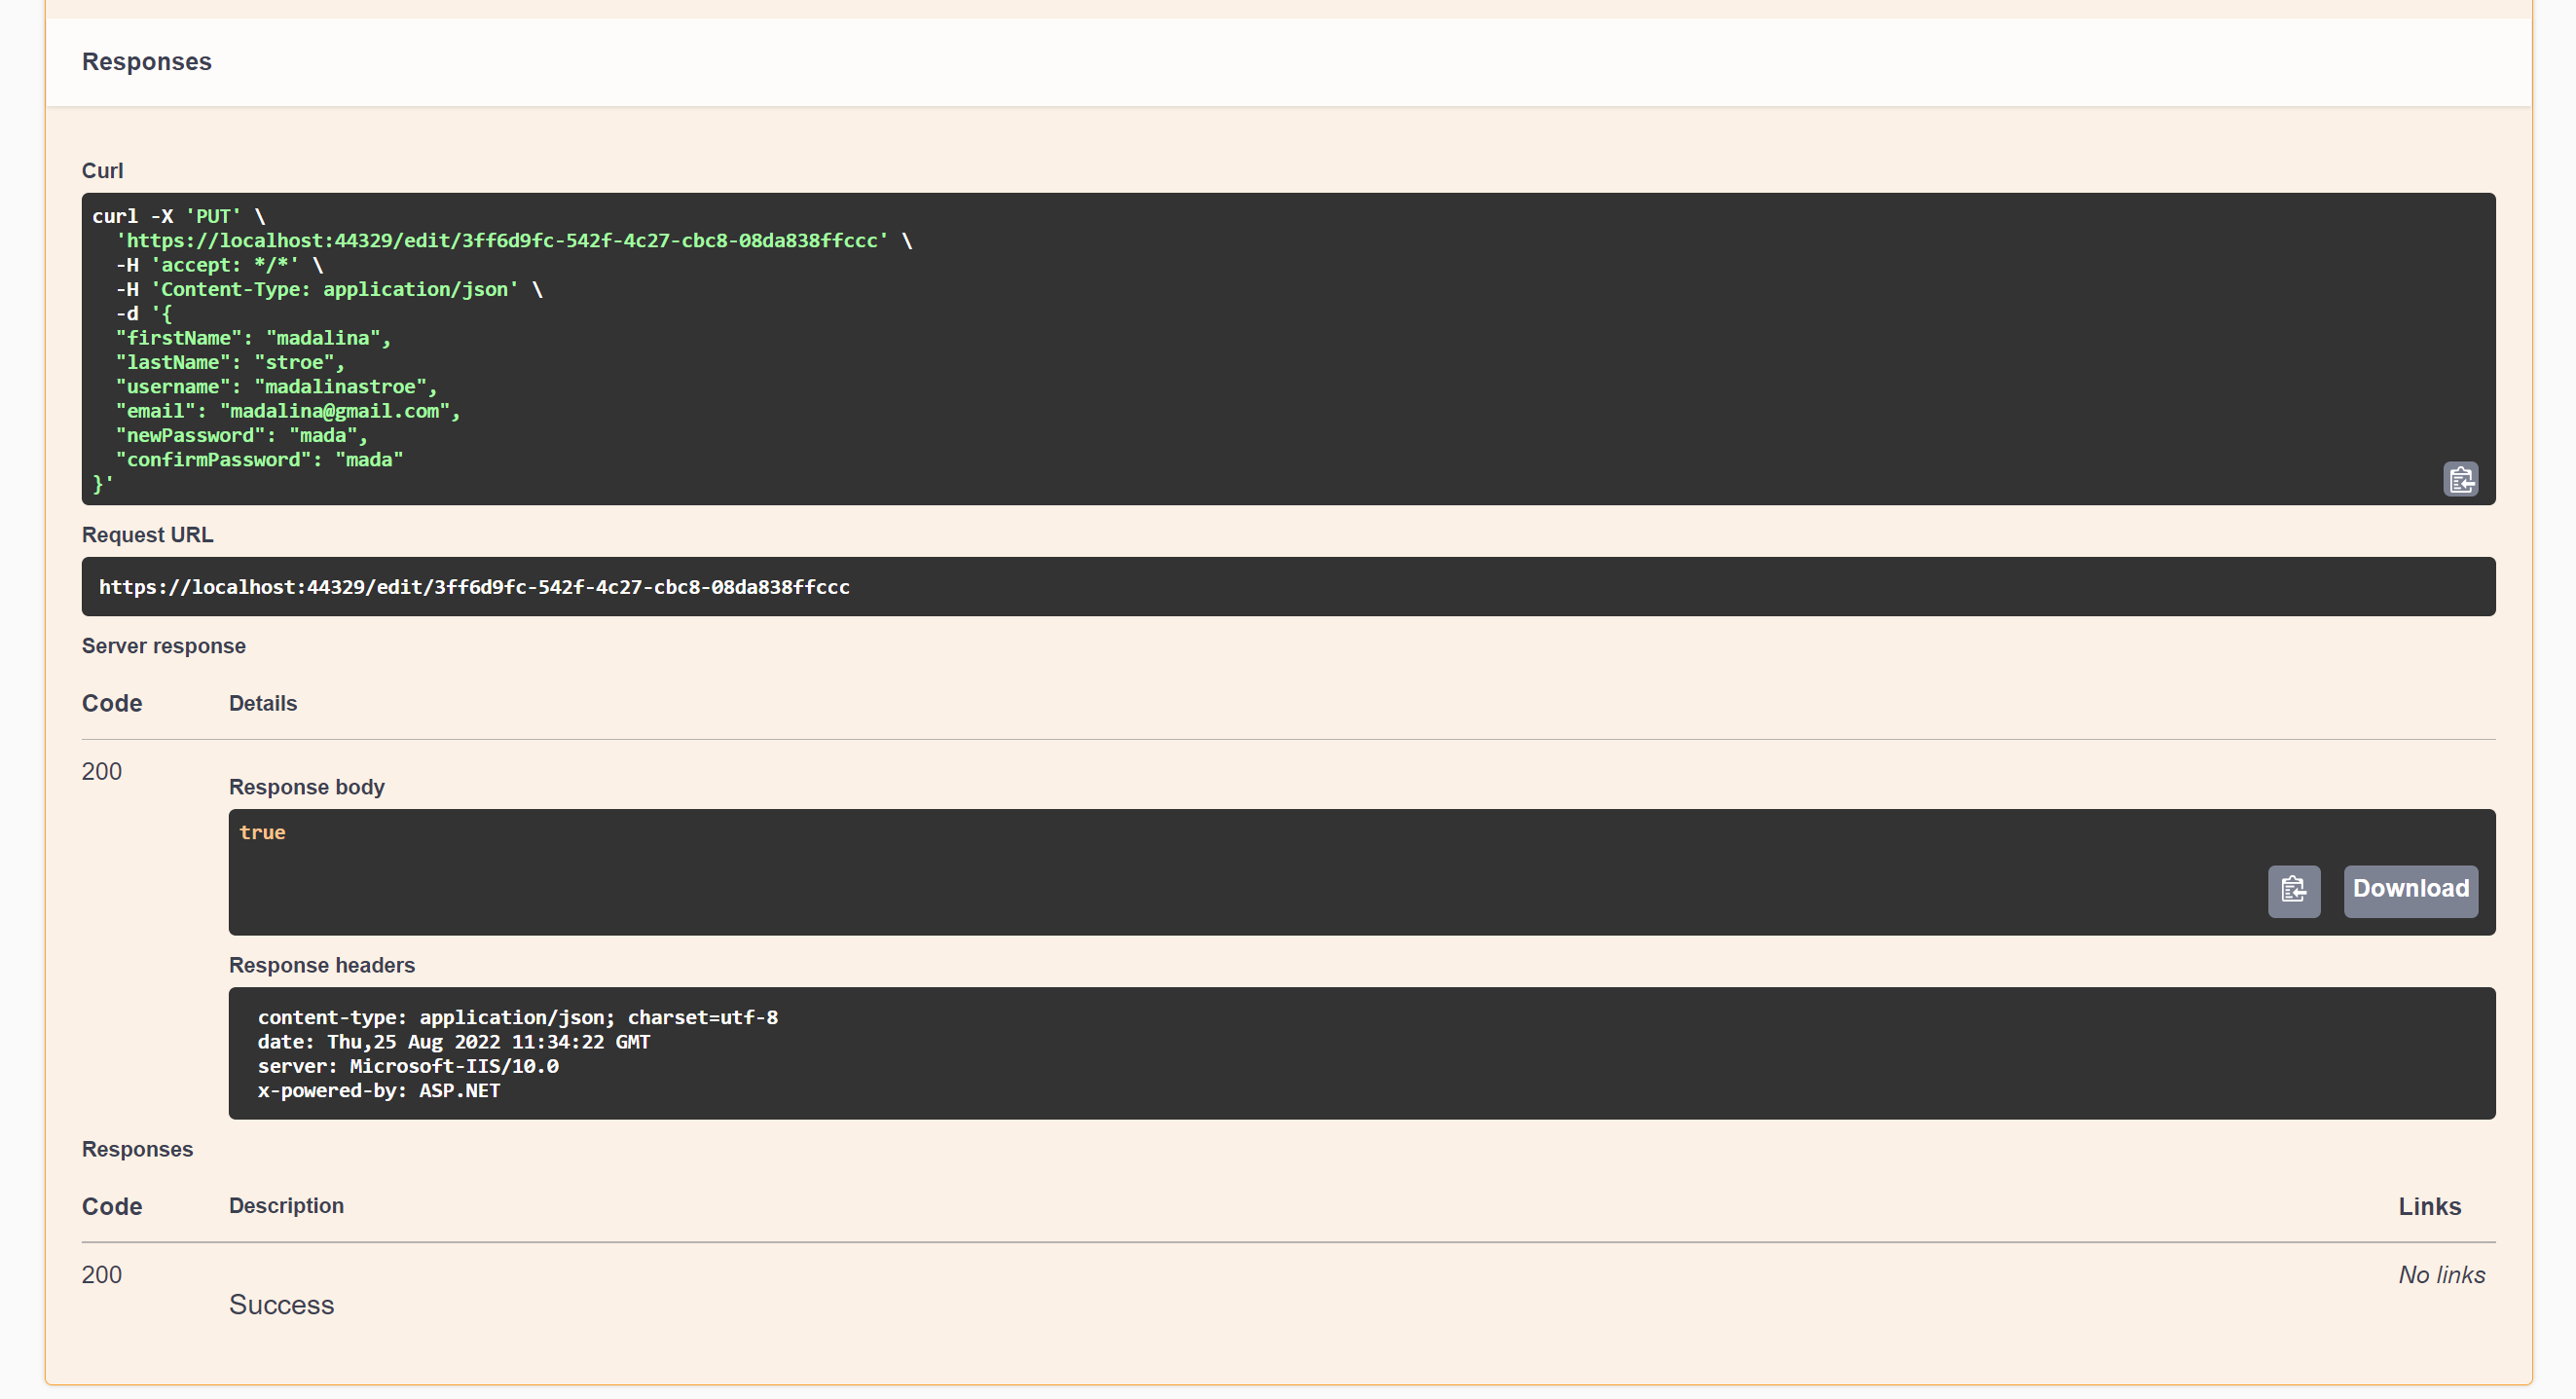 Responses
Curl
curl -X 'PUT' \
  'https://localhost:44329/edit/3ff6d9fc-542f-4c27-cbc8-08da838ffccc' \
  -H 'accept: */*' \
  -H 'Content-Type: application/json' \
  -d '{
  "firstName": "madalina",
  "lastName": "stroe",
  "username": "madalinastroe",
  "email": "madalina@gmail.com",
  "newPassword": "mada",
  "confirmPassword": "mada"
}'
Request URL
https://localhost:44329/edit/3ff6d9fc-542f-4c27-cbc8-08da838ffccc
Server response
Code Details
200
Response body
true
Download
Response headers
content-type: application/json; charset=utf-8
date: Thu,25 Aug 2022 11:34:22 GMT
server: Microsoft-IIS/10.0
x-powered-by: ASP.NET
Responses
Code Description Links
200 No links
Success